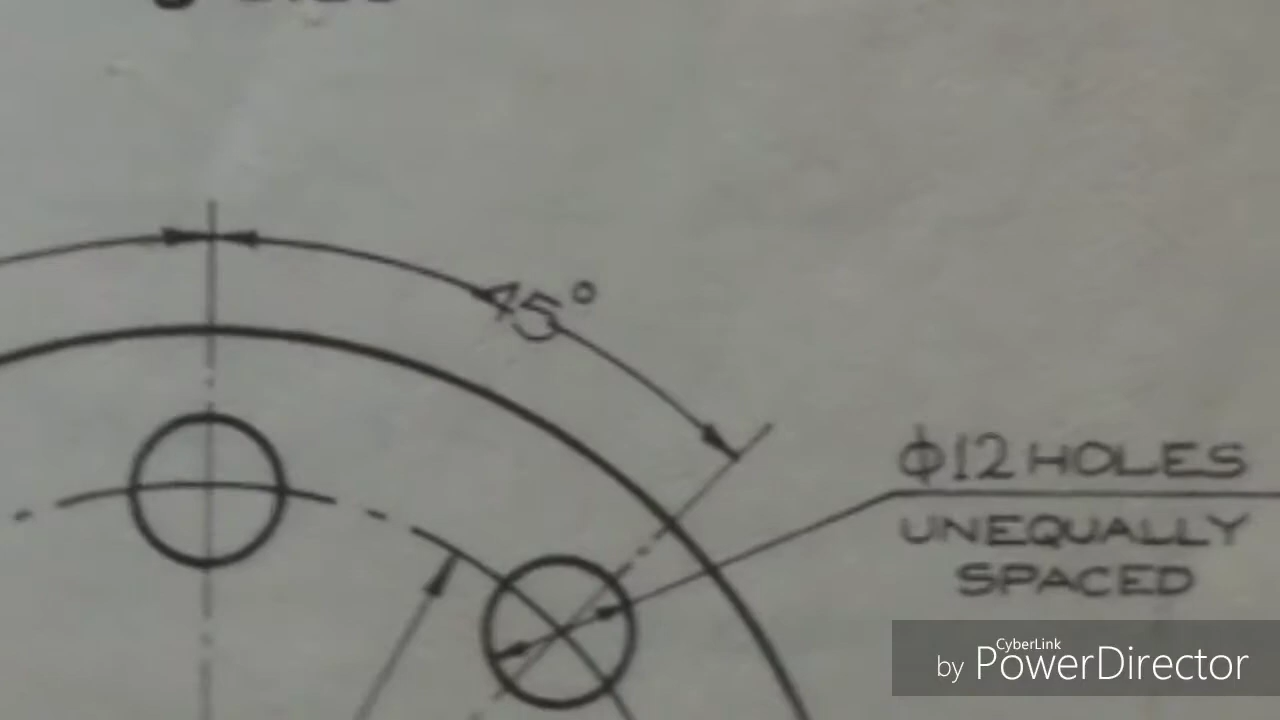 45°
ϕ12 HOLES
UNEQUALLY
SPACED
CyberLink
by PowerDirector